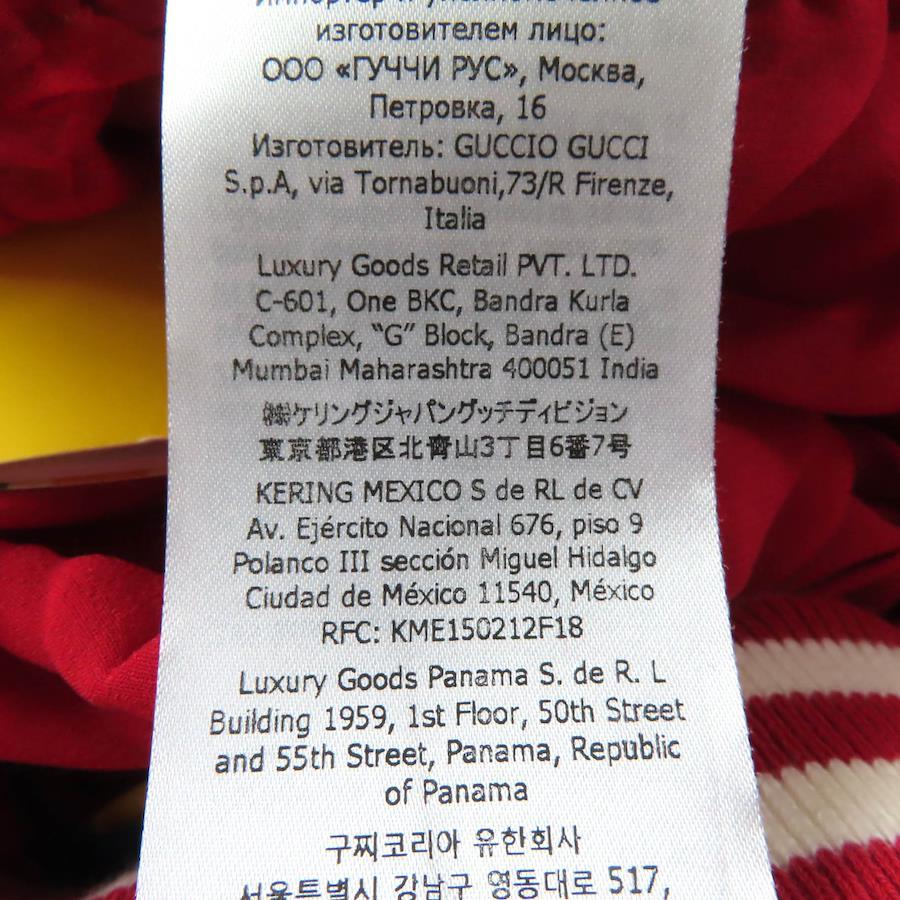 Импортер и уполномоченное
изготовителем лицо:
ООО «ГУЧЧИ РУС», Москва,
Петровка, 16
Изготовитель: GUCCIO GUCCI
S.p.A, via Tornabuoni,73/R Firenze,
Italia
Luxury Goods Retail PVT. LTD.
C-601, One BKC, Bandra Kurla
Complex, “G” Block, Bandra (E)
Mumbai Maharashtra 400051 India
㈱ケリングジャパングッチディビジョン
東京都港区北青山3丁目6番7号
KERING MEXICO S de RL de CV
Av. Ejército Nacional 676, piso 9
Polanco III sección Miguel Hidalgo
Ciudad de México 11540, México
RFC: KME150212F18
Luxury Goods Panama S. de R. L
Building 1959, 1st Floor, 50th Street
and 55th Street, Panama, Republic
of Panama
구찌코리아 유한회사
서울특별시 강남구 영동대로 517,